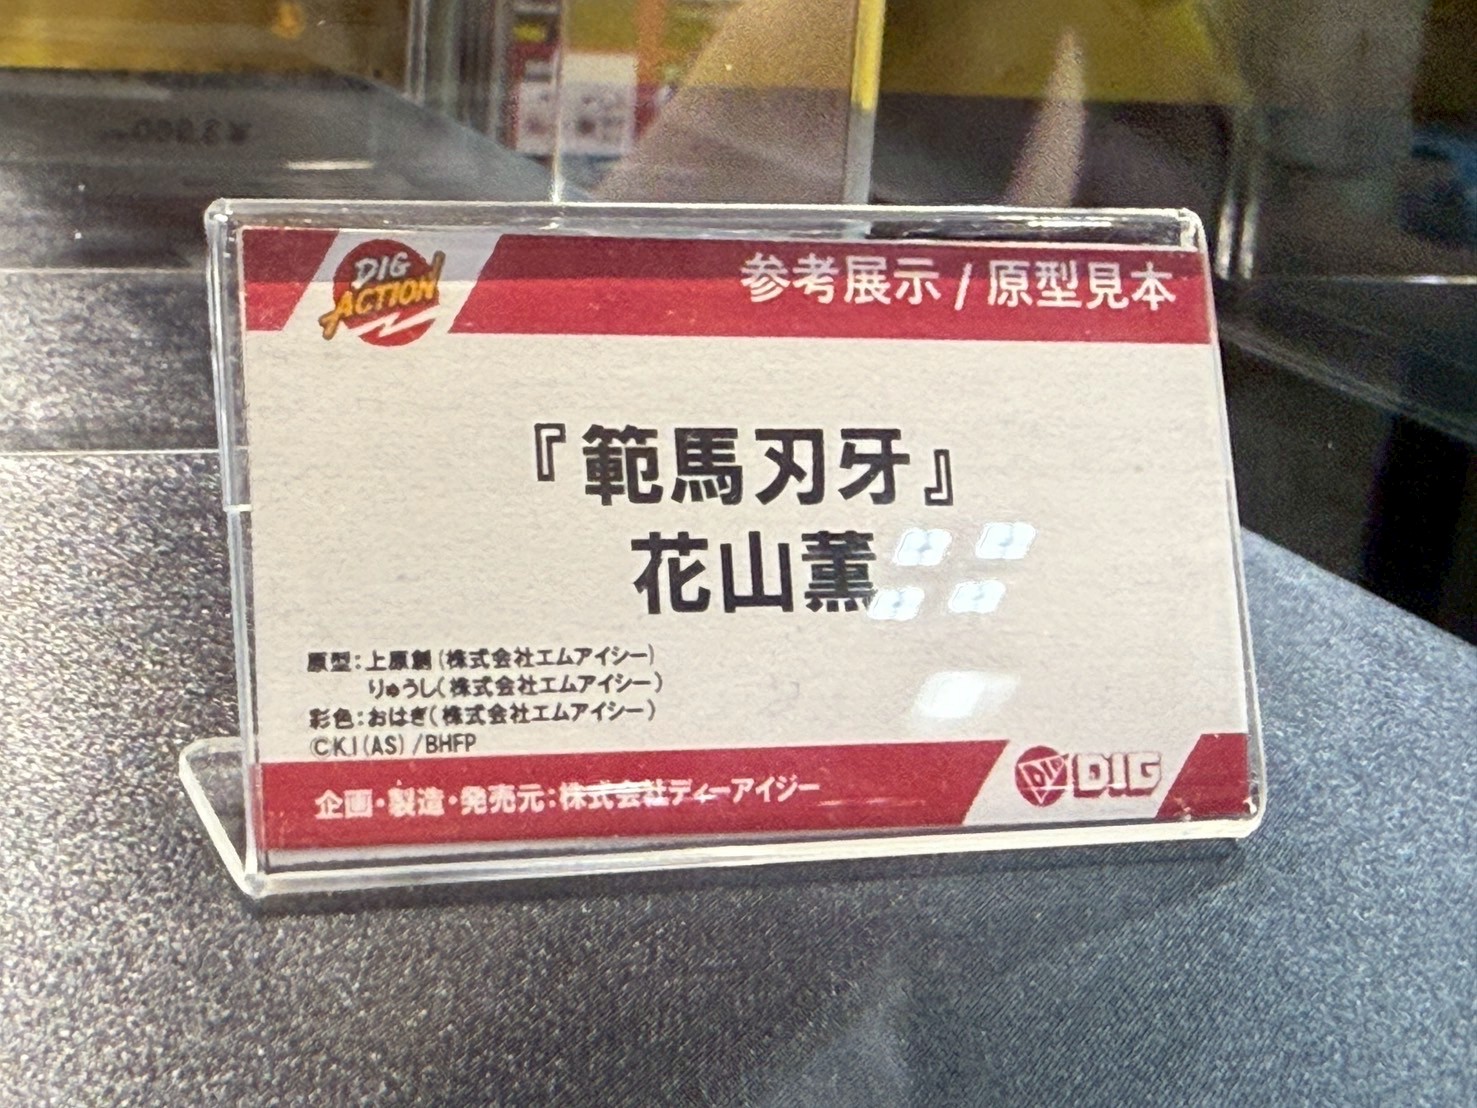 DIG
ACTION
参考展示 / 原型見本
『範馬刃牙』
花山薫
原型：上原創(株式会社エムアイシー)
りゅうし(株式会社エムアイシー)
彩色：おはぎ(株式会社エムアイシー)
©K.I(AS)/BHFP
企画・製造・発売元：株式会社ディーアイジー
DIG DIG